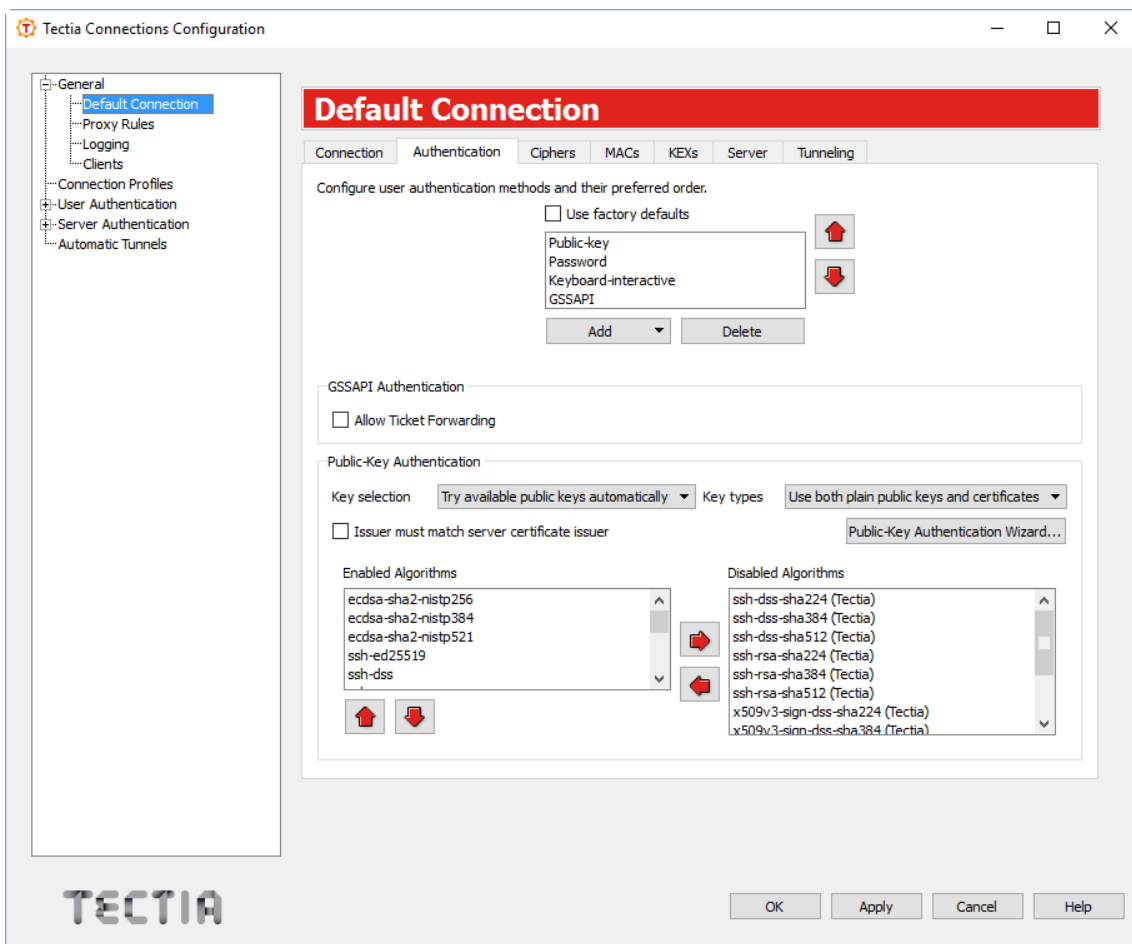 Tectia Connections Configuration
General
Default Connection
Proxy Rules
Logging
Clients
Connection Profiles
User Authentication
Server Authentication
Automatic Tunnels
Default Connection
Connection Authentication Ciphers MACs KEXs Server Tunneling
Configure user authentication methods and their preferred order.
Use factory defaults
Public-key
Password
Keyboard-interactive
GSSAPI
Add Delete
GSSAPI Authentication
Allow Ticket Forwarding
Public-Key Authentication
Key selection Try available public keys automatically Key types Use both plain public keys and certificates
Issuer must match server certificate issuer Public-Key Authentication Wizard...
Enabled Algorithms
ecdsa-sha2-nistp256
ecdsa-sha2-nistp384
ecdsa-sha2-nistp521
ssh-ed25519
ssh-dss
Disabled Algorithms
ssh-dss-sha224 (Tectia)
ssh-dss-sha384 (Tectia)
ssh-dss-sha512 (Tectia)
ssh-rsa-sha224 (Tectia)
ssh-rsa-sha384 (Tectia)
ssh-rsa-sha512 (Tectia)
x509v3-sign-dss-sha224 (Tectia)
x509v3-sign-dss-sha384 (Tectia)
TECTIA
OK Apply Cancel Help